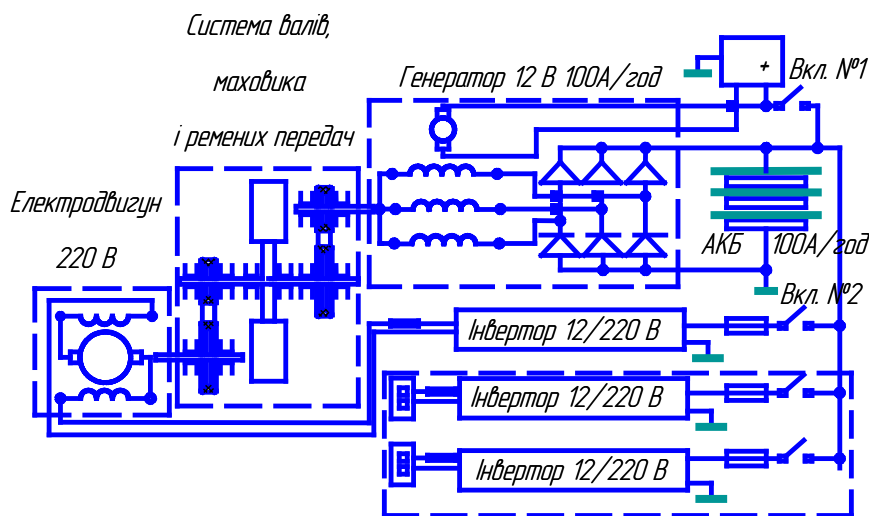 Система валів,
маховика
і ремених передач
Генератор 12 В 100А/год
+
Вкл. №1
Електродвигун
220 В
АКБ 100А/год
Вкл. №2
Інвертор 12/220 В
Інвертор 12/220 В
Інвертор 12/220 В